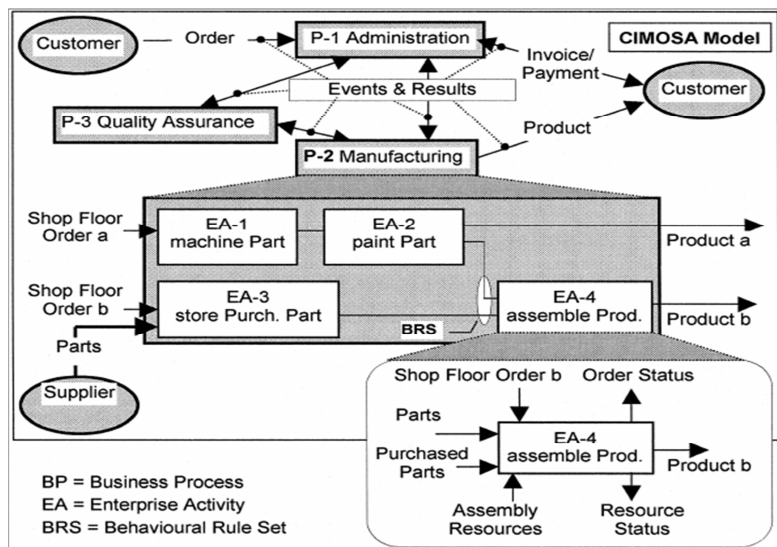 CIMOSA Model
Customer
Order
P-1 Administration
Invoice/
Payment
Customer
Events & Results
P-3 Quality Assurance
Product
P-2 Manufacturing
Shop Floor
Order a
EA-1
machine Part
EA-2
paint Part
Product a
Shop Floor
Order b
EA-3
store Purch. Part
BRS
EA-4
assemble Prod.
Product b
Parts
Supplier
Shop Floor Order b
Order Status
Parts
Purchased
Parts
EA-4
assemble Prod.
Product b
Assembly
Resources
Resource
Status
BP = Business Process
EA = Enterprise Activity
BRS = Behavioural Rule Set